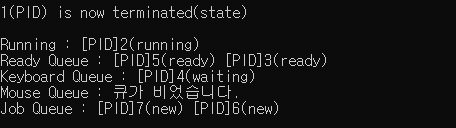 1(PID) is now terminated(state)
Running : [PID]2(running)
Ready Queue : [PID]5(ready) [PID]3(ready)
Keyboard Queue : [PID]4(waiting)
Mouse Queue : 큐가 비었습니다.
Job Queue : [PID]7(new) [PID]6(new)